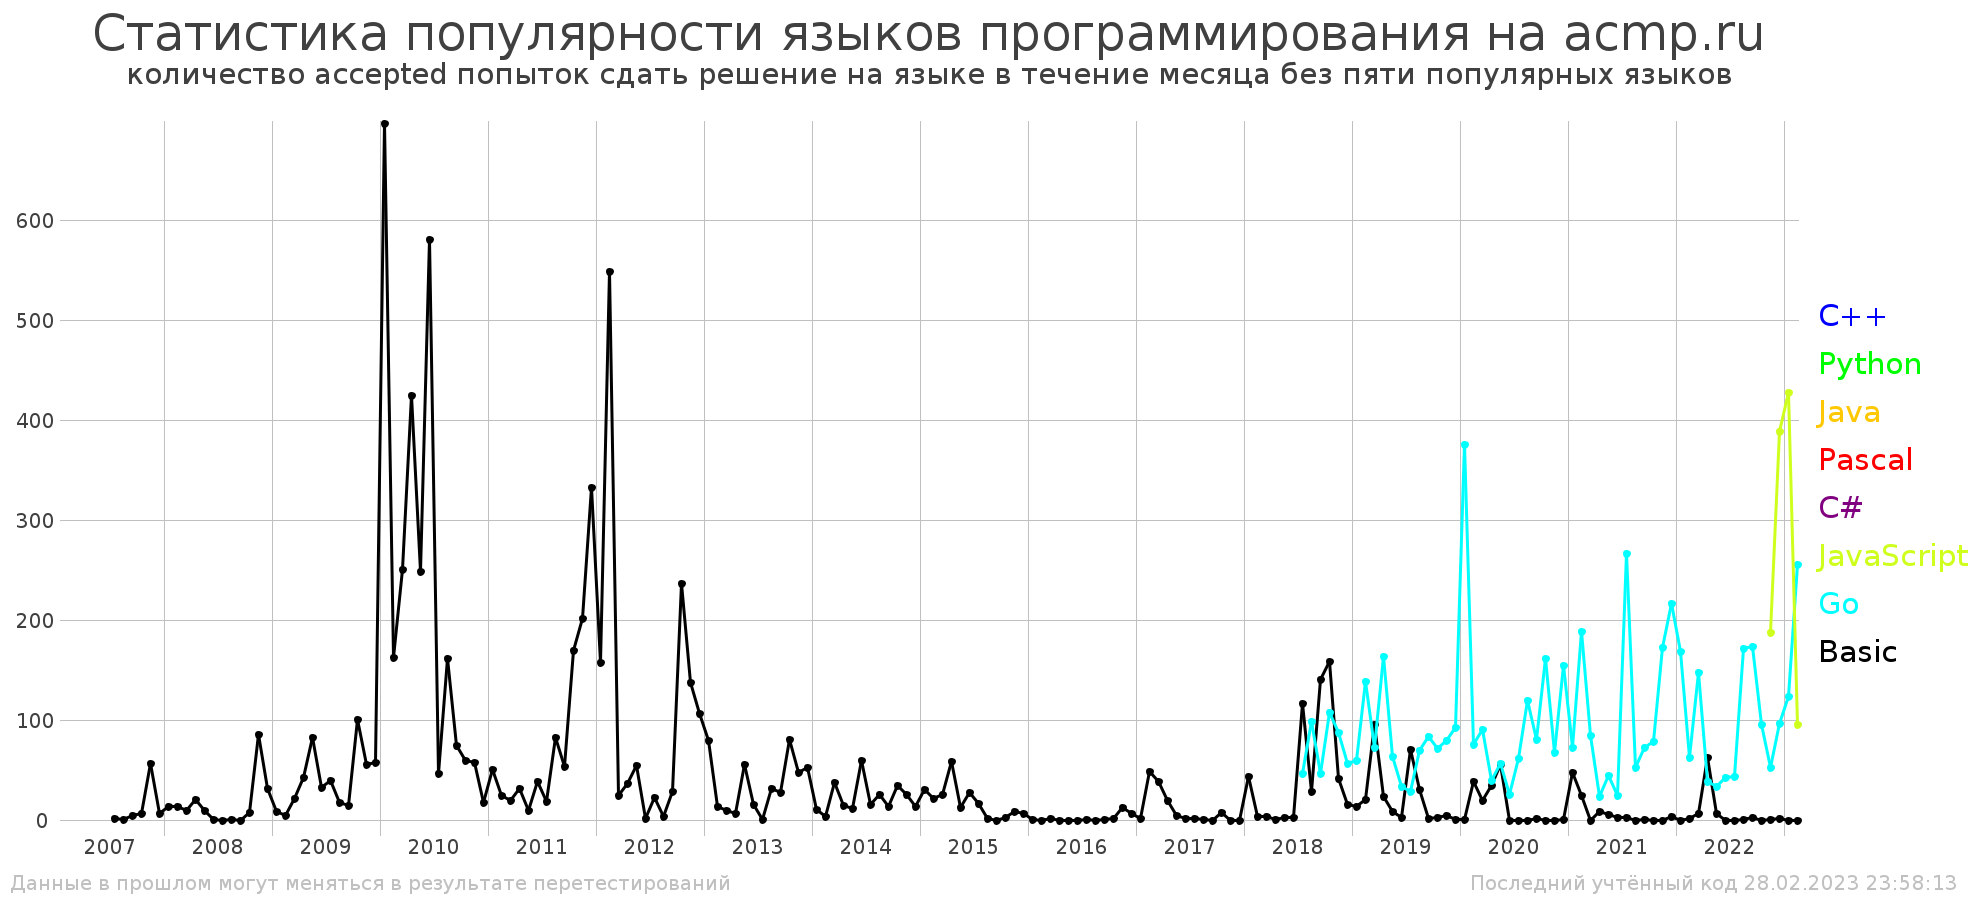 Статистика популярности языков программирования на acmp.ru
количество accepted попыток сдать решение на языке в течение месяца без пяти популярных языков
600
500
400
300
200
100
0
C++
Python
Java
Pascal
C#
JavaScript
Go
Basic
2007 2008 2009 2010 2011 2012 2013 2014 2015 2016 2017 2018 2019 2020 2021 2022
Данные в прошлом могут меняться в результате перетестирований
Последний учтённый код 28.02.2023 23:58:13